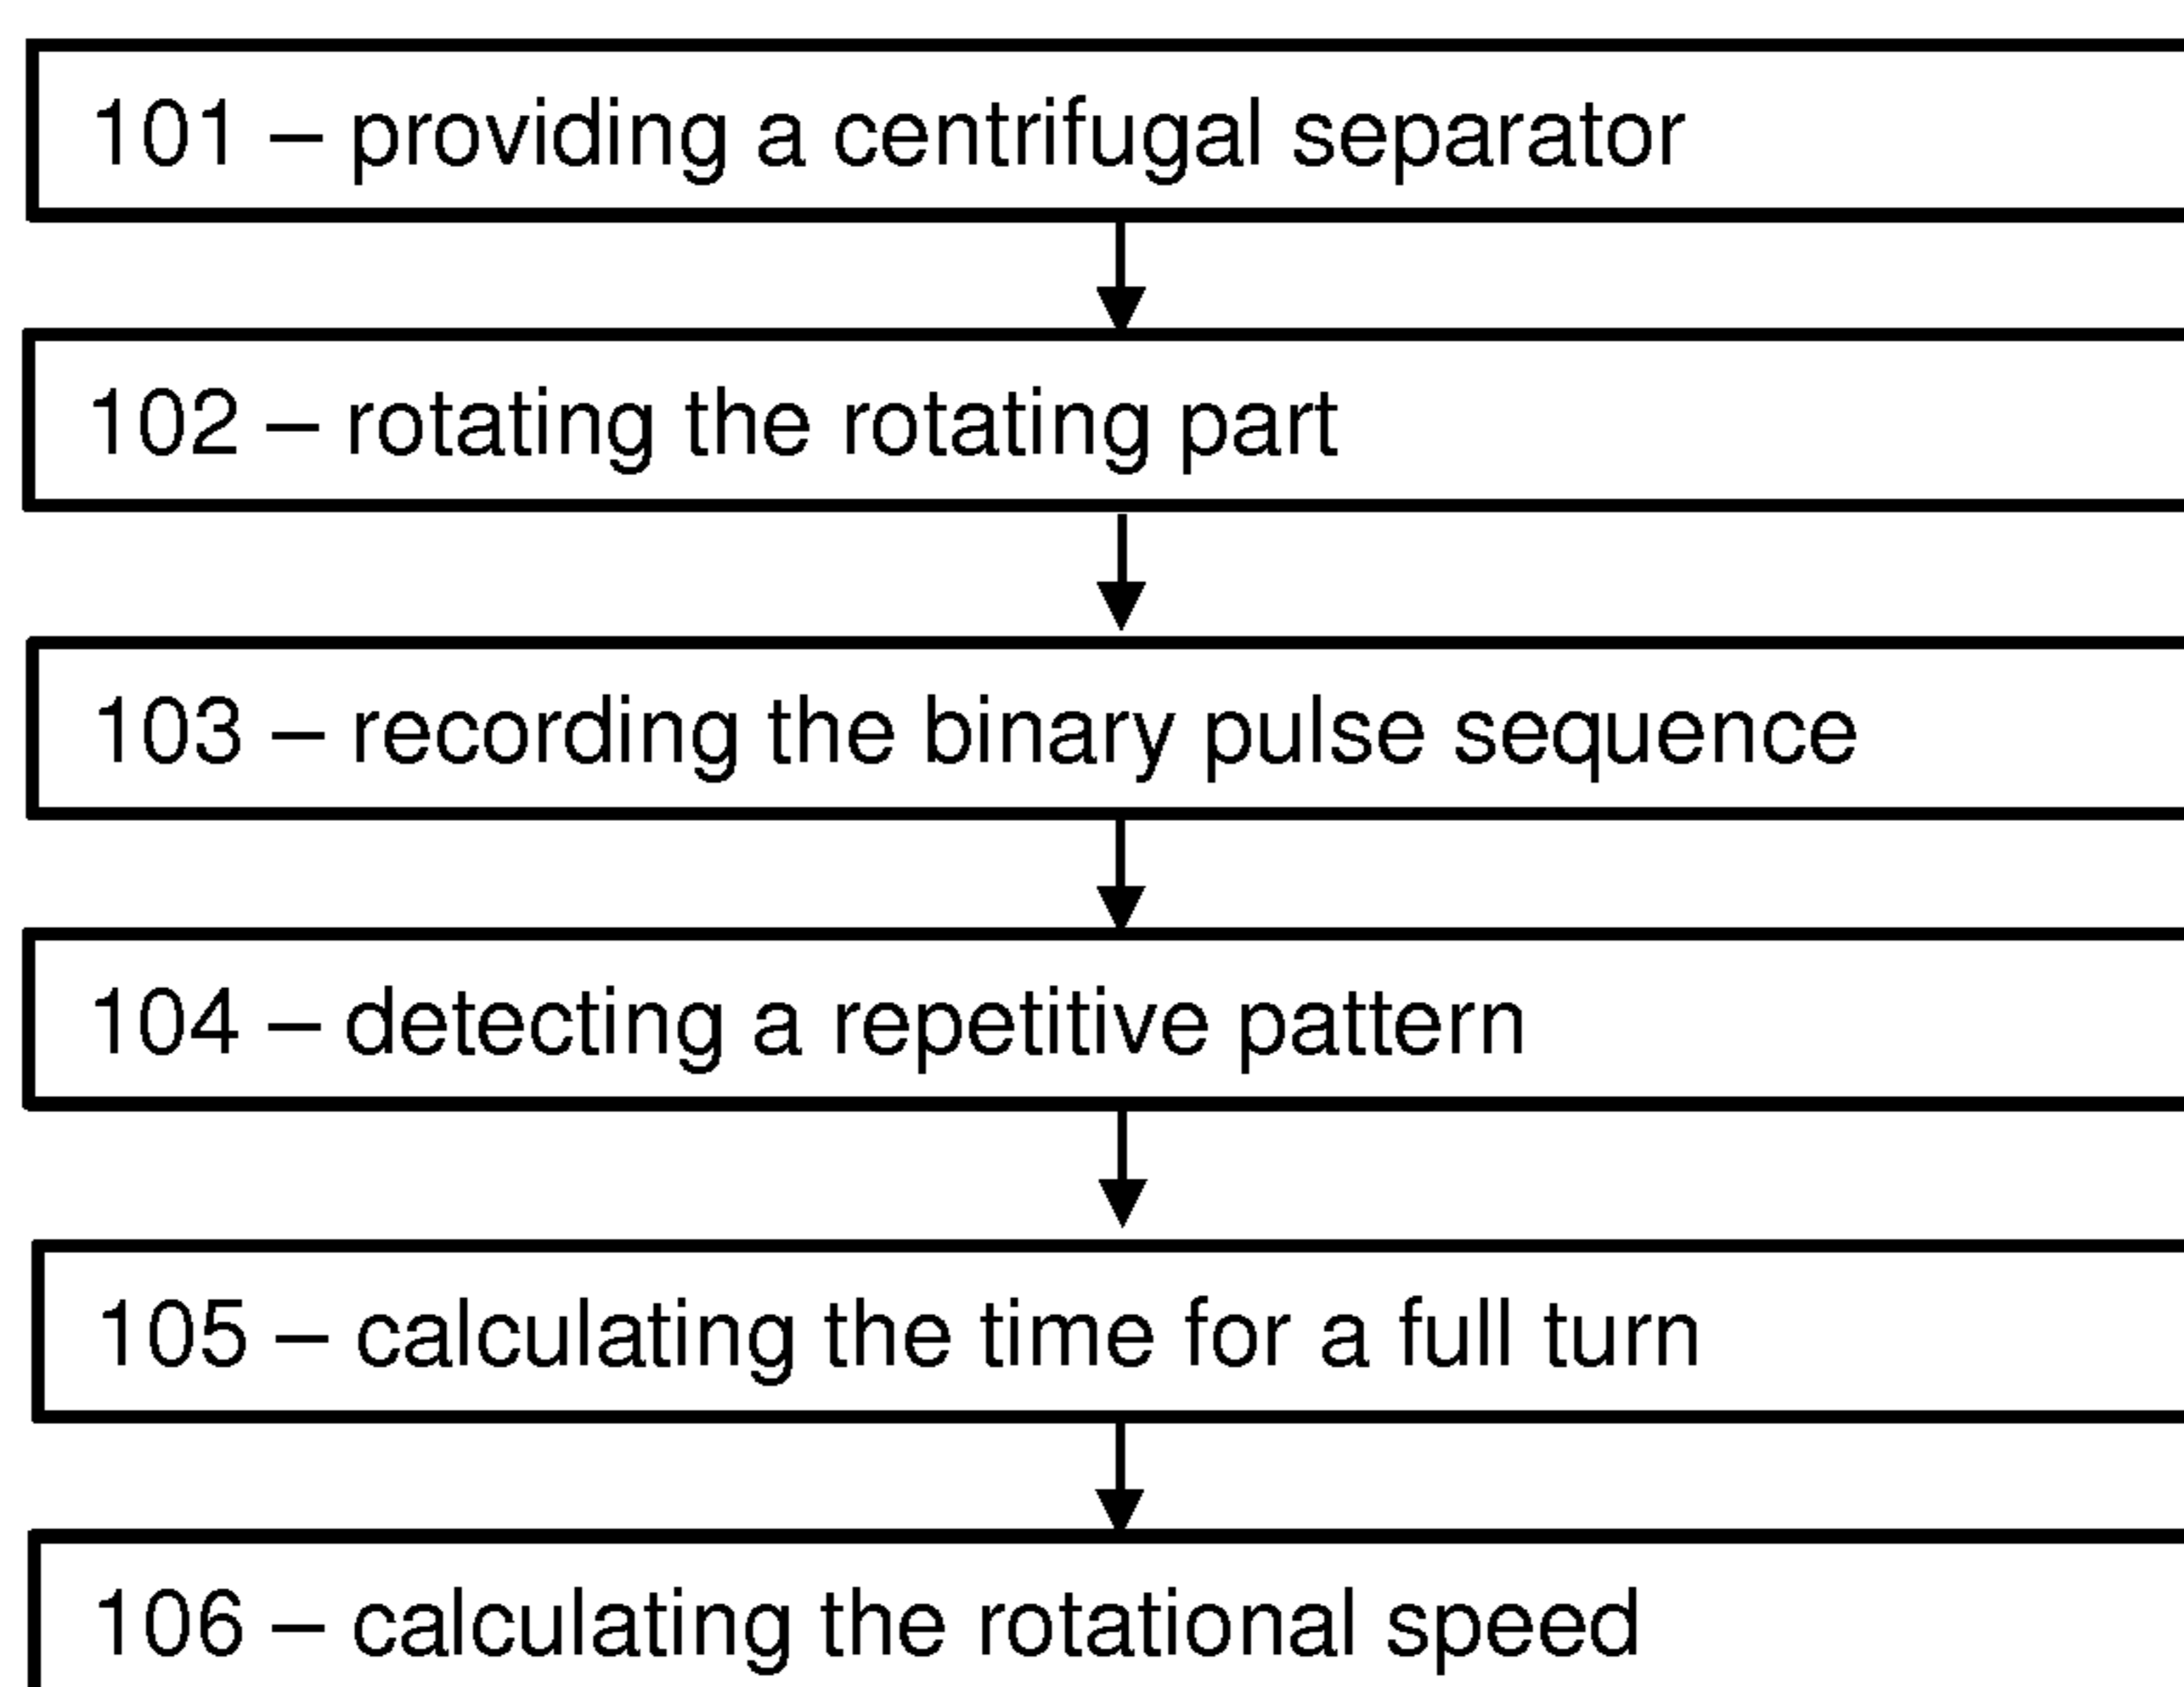 101 – providing a centrifugal separator
102 – rotating the rotating part
103 – recording the binary pulse sequence
104 – detecting a repetitive pattern
105 – calculating the time for a full turn
106 – calculating the rotational speed